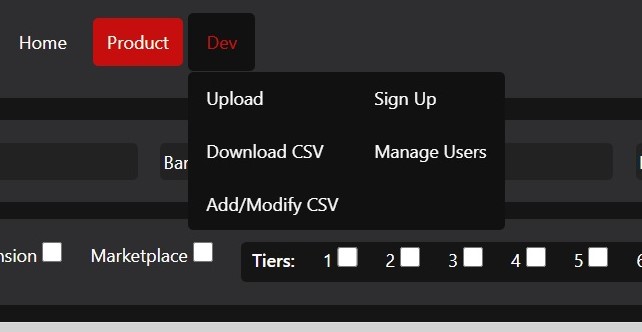 Home Product Dev
Upload Sign Up
Bar
Download CSV Manage Users
Add/Modify CSV
nsion Marketplace Tiers: 1 2 3 4 5 6